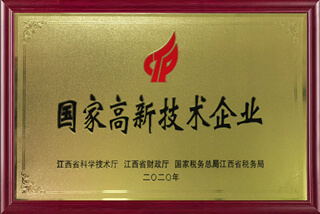 国家高新技术企业
江西省科学技术厅 江西省财政厅 国家税务总局江西省税务局
二〇二〇年